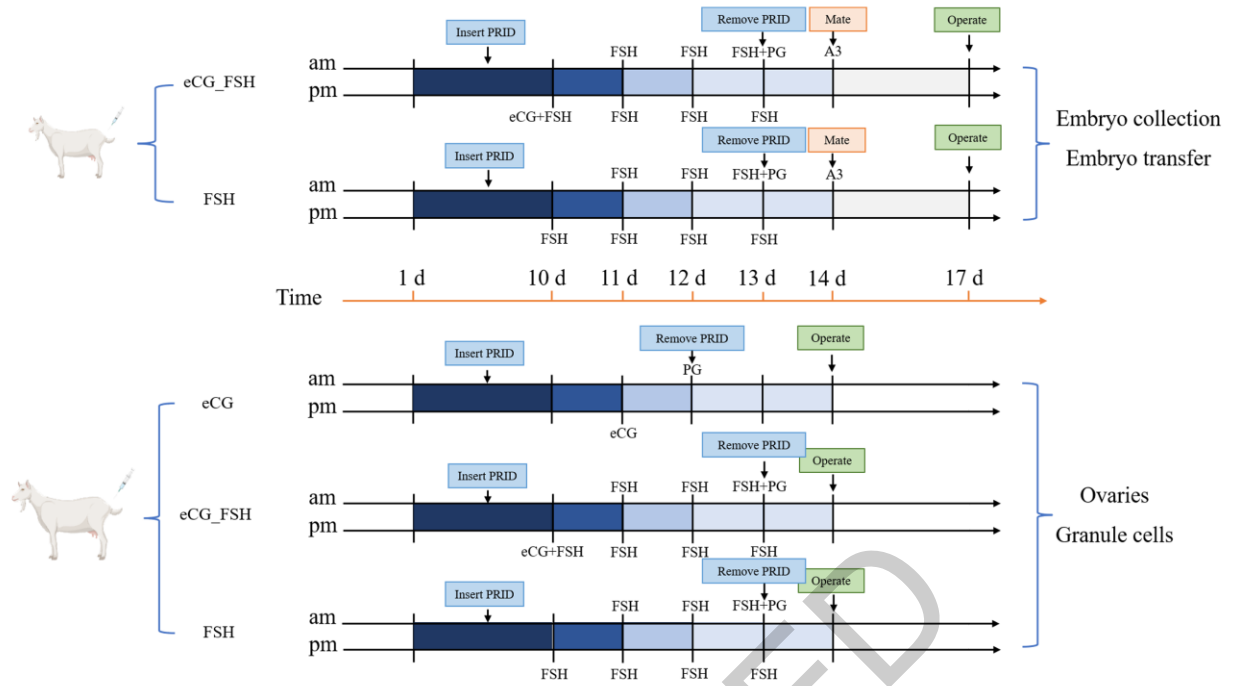 Remove PRID
Mate
Operate
Insert PRID
FSH
FSH
FSH+PG
A3
am
eCG_FSH
pm
eCG+FSH
FSH
FSH
FSH
Remove PRID
Mate
Operate
Insert PRID
FSH
FSH
FSH+PG
A3
am
FSH
pm
FSH
FSH
FSH
FSH
Embryo collection
Embryo transfer
1 d
10 d
11 d
12 d
13 d
14 d
17 d
Time
Remove PRID
Operate
Insert PRID
PG
am
eCG
pm
eCG
Remove PRID
Operate
Insert PRID
FSH
FSH
FSH+PG
am
eCG_FSH
pm
eCG+FSH
FSH
FSH
FSH
Remove PRID
Operate
Insert PRID
FSH
FSH
FSH+PG
am
FSH
pm
FSH
FSH
FSH
FSH
Ovaries
Granule cells